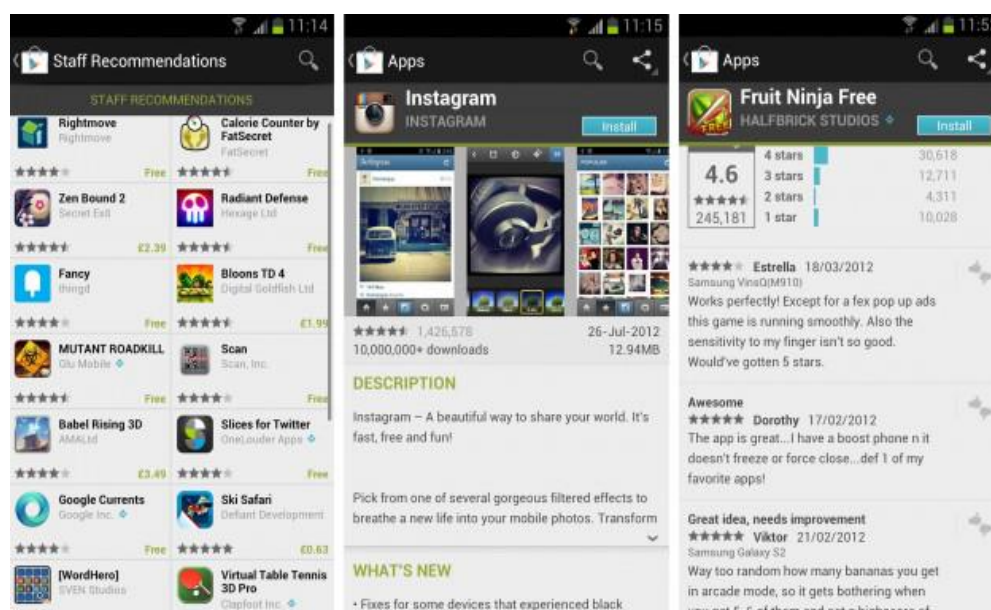 11:14
Staff Recommendations
STAFF RECOMMENDATIONS
Rightmove
Rightmove
Free
Calorie Counter by
FatSecret
FatSecret
Free
Zen Bound 2
Secret Exit
£2.39
Radiant Defense
Hexage Ltd
Free
Fancy
thingd
Free
Bloons TD 4
Digital Goldfish Ltd
£1.99
MUTANT ROADKILL
Glu Mobile
Free
Scan
Scan, Inc.
Free
Babel Rising 3D
AMALtd
£3.49
Slices for Twitter
OneLouder Apps
Free
Google Currents
Google Inc.
Free
Ski Safari
Defiant Development
£0.63
[WordHero]
SVEN Studios
Virtual Table Tennis
3D Pro
Clapfoot Inc.
11:15
Apps
Instagram
INSTAGRAM
Install
1,426,578
26-Jul-2012
10,000,000+ downloads
12.94MB
DESCRIPTION
Instagram – A beautiful way to share your world. It's
fast, free and fun!
Pick from one of several gorgeous filtered effects to
breathe a new life into your mobile photos. Transform
WHAT'S NEW
• Fixes for some devices that experienced black
11:5
Apps
Fruit Ninja Free
HALFBRICK STUDIOS
Install
FREE
4.6
245,181
4 stars 30,618
3 stars 12,711
2 stars 4,311
1 star 10,028
Estrella 18/03/2012
Samsung VinsQ(M910)
Works perfectly! Except for a fex pop up ads
this game is running smoothly. Also the
sensitivity to my finger isn't so good.
Would've gotten 5 stars.
Awesome
Dorothy 17/02/2012
The app is great...I have a boost phone n it
doesn't freeze or force close...def 1 of my
favorite apps!
Great idea, needs improvement
Viktor 21/02/2012
Samsung Galaxy S2
Way too random how many bananas you get
in arcade mode, so it gets bothering when